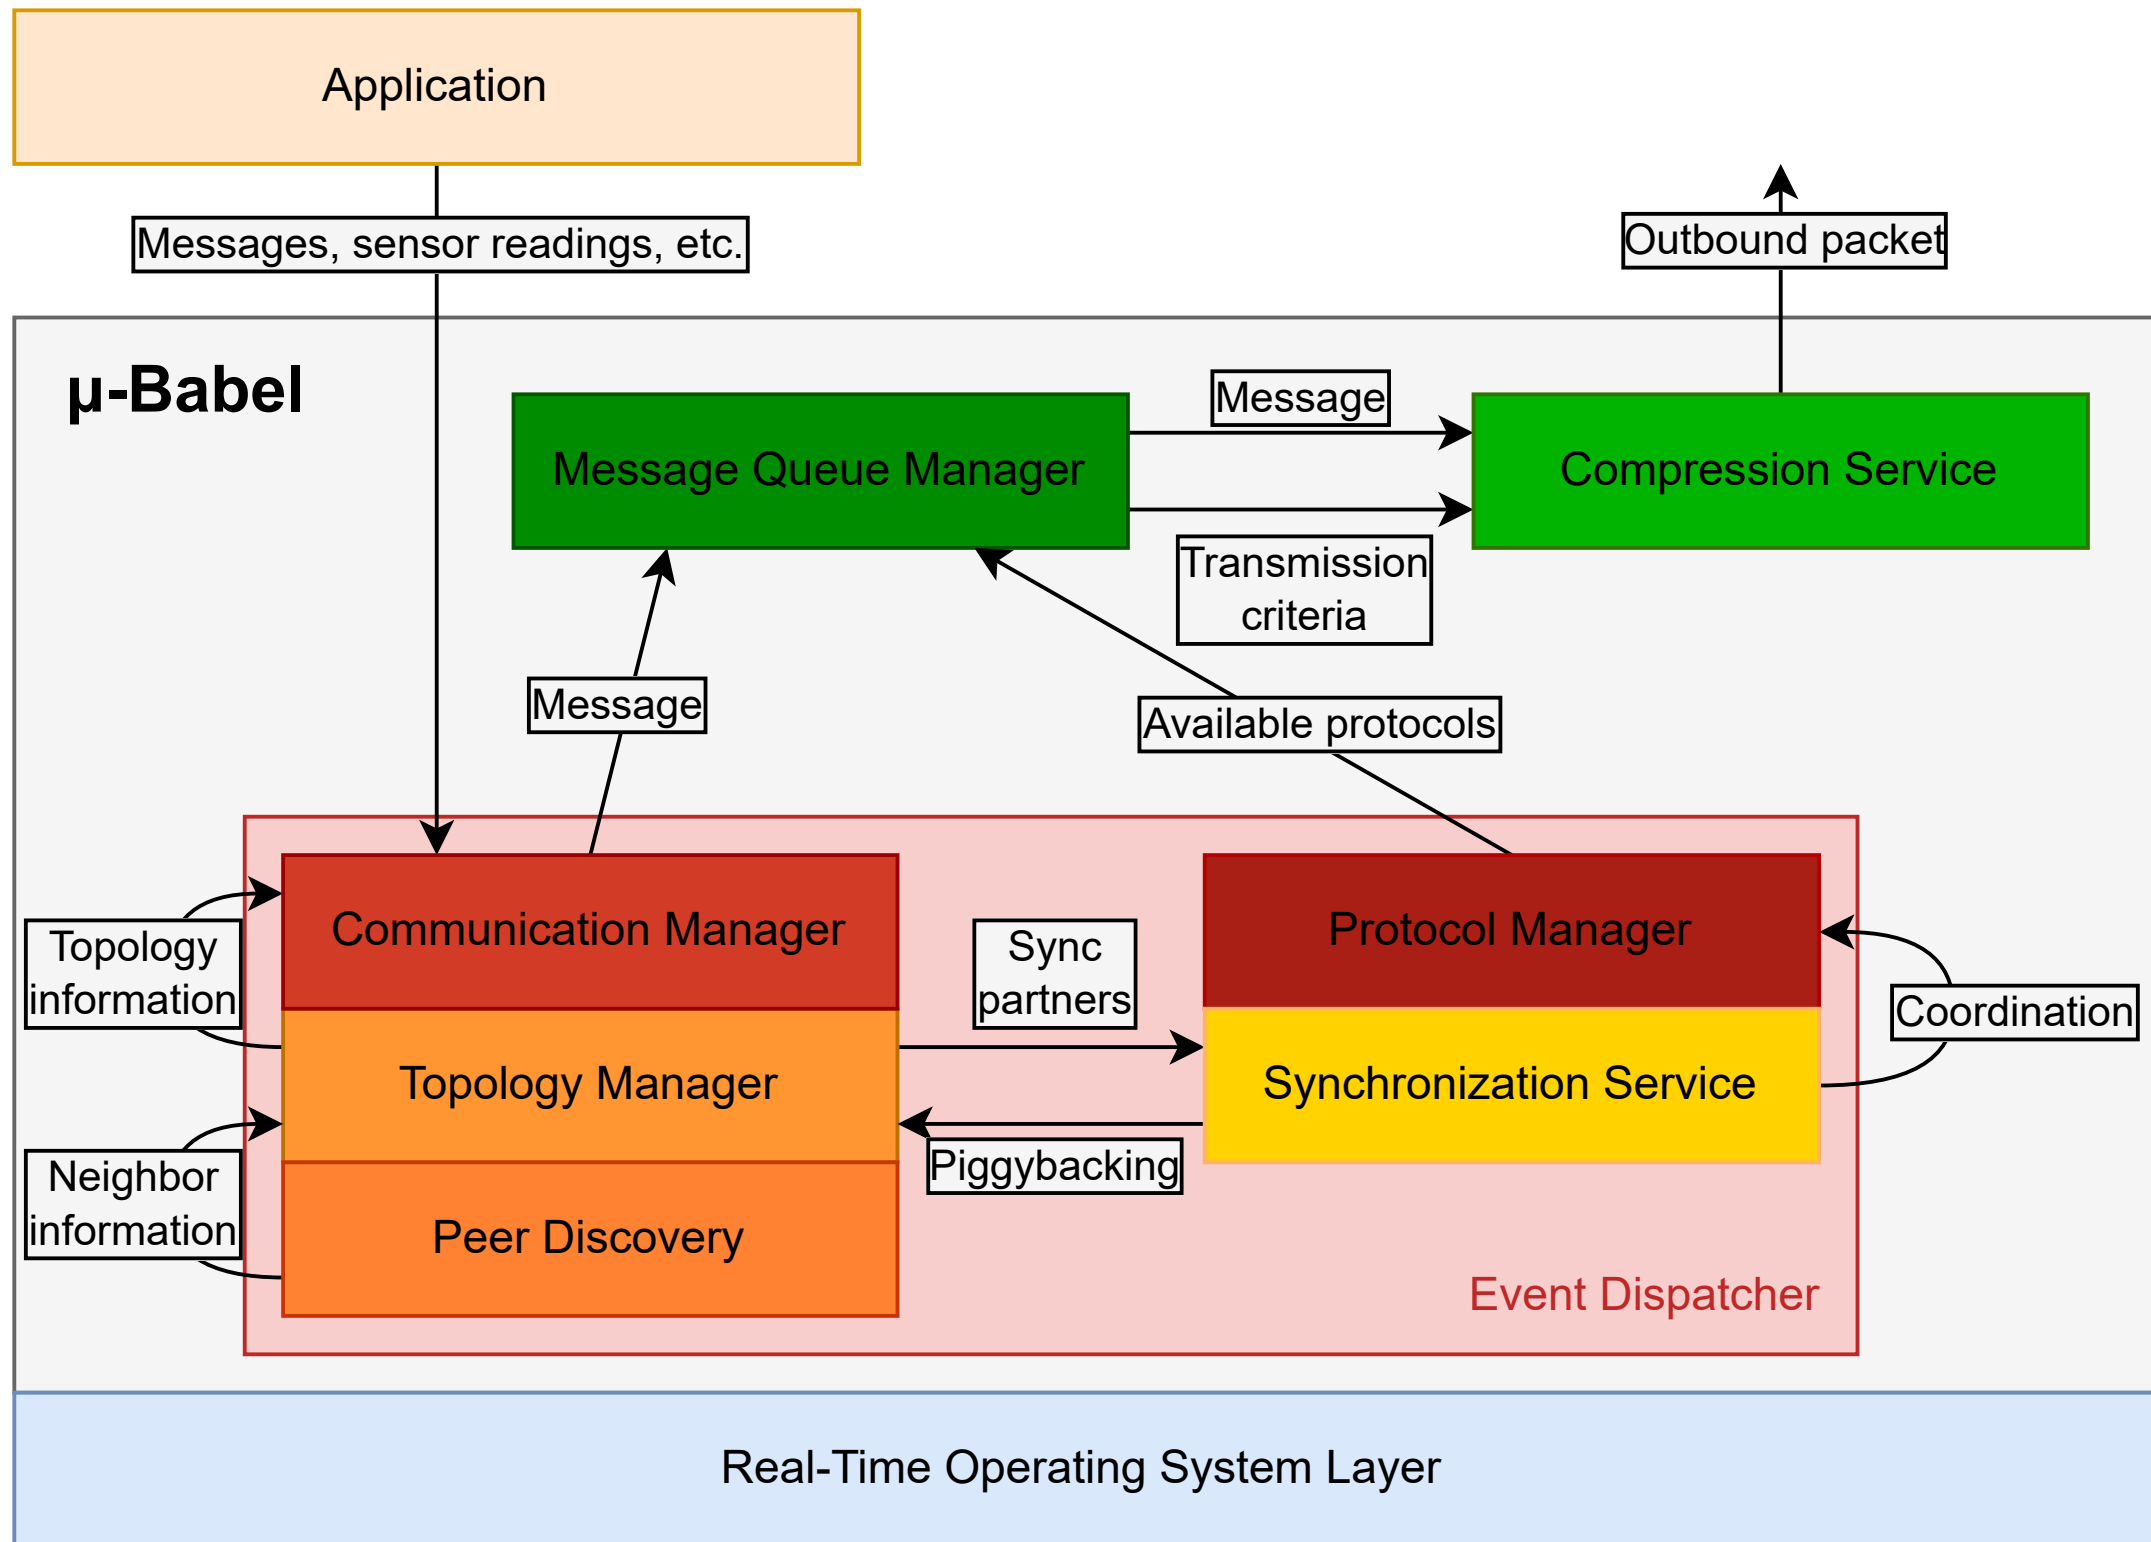 Application
Messages, sensor readings, etc.
Outbound packet
μ-Babel
Message
Message Queue Manager
Compression Service
Transmission
criteria
Message
Available protocols
Communication Manager
Protocol Manager
Topology
information
Sync
partners
Coordination
Topology Manager
Synchronization Service
Neighbor
information
Piggybacking
Peer Discovery
Event Dispatcher
Real-Time Operating System Layer